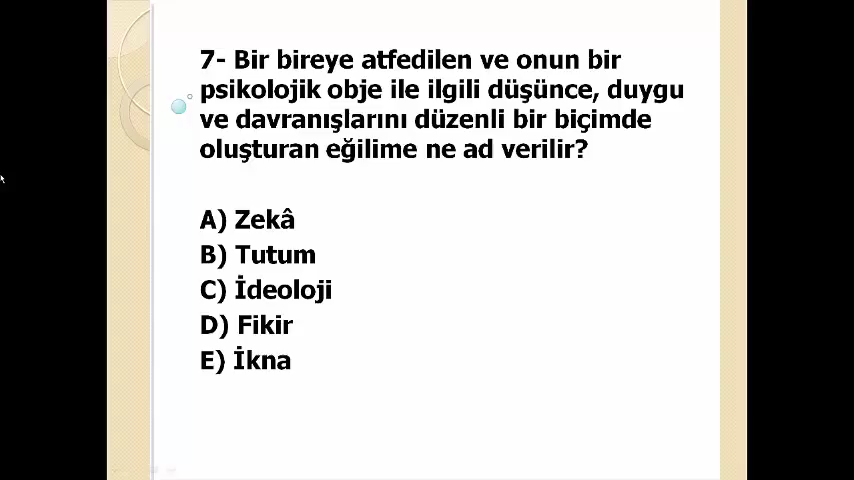 7- Bir bireye atfedilen ve onun bir
psikolojik obje ile ilgili düşünce, duygu
ve davranışlarını düzenli bir biçimde
oluşturan eğilime ne ad verilir?
A) Zekâ
B) Tutum
C) İdeoloji
D) Fikir
E) İkna